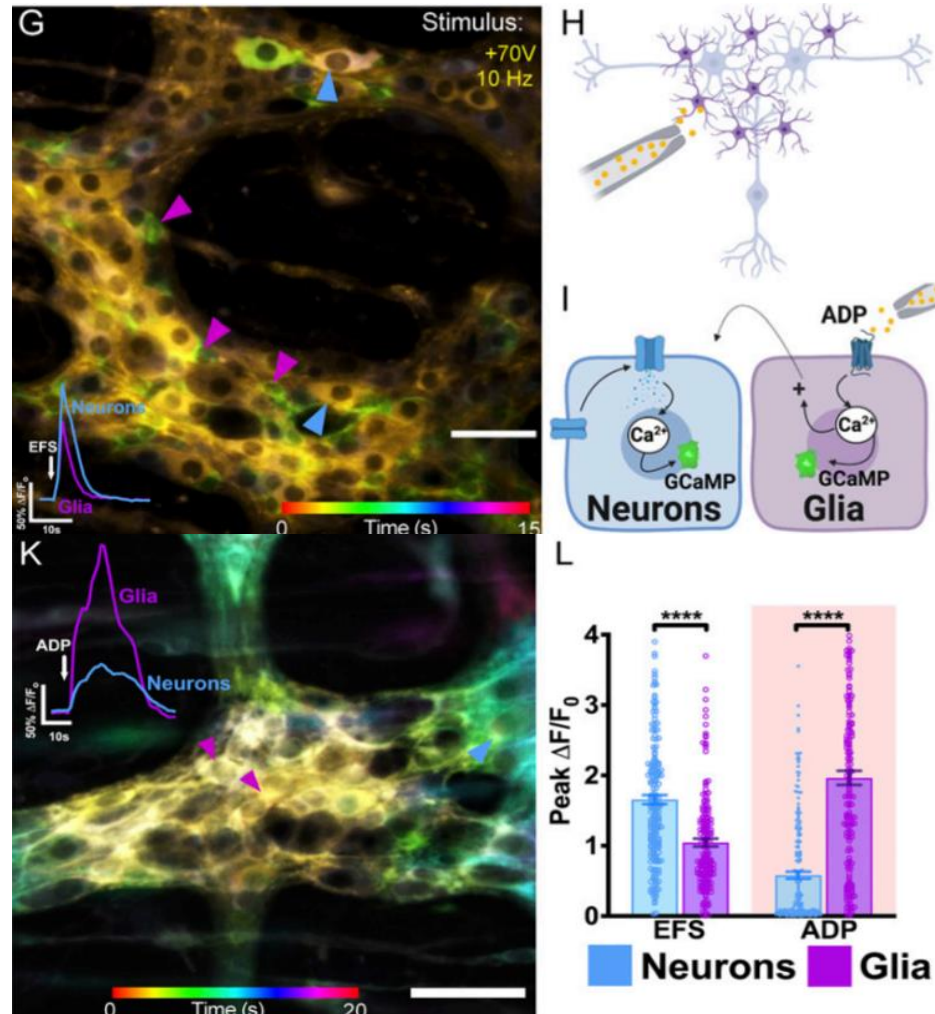 G
Stimulus:
+70V
10 Hz
Neurons
EFS
Glia
50% ΔF/F₀
10s
0 Time (s) 15
H
I
ADP
+
Ca²⁺
Ca²⁺
GCaMP
GCaMP
Neurons
Glia
K
Glia
ADP
Neurons
50% ΔF/F₀
10s
0 Time (s) 20
L
**** ****
Peak ΔF/F₀
4
3
2
1
0
EFS ADP
Neurons Glia